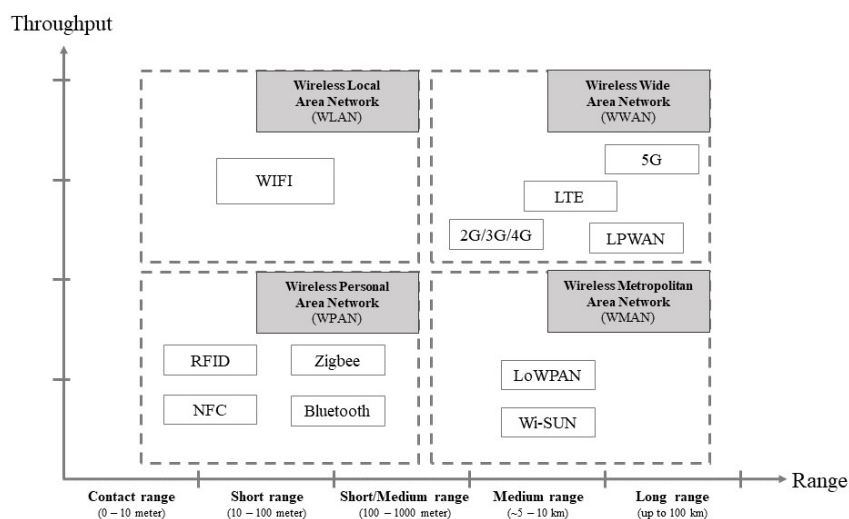 Throughput
Wireless Local
Area Network
(WLAN)
Wireless Wide
Area Network
(WWAN)
WIFI
5G
LTE
2G/3G/4G
LPWAN
Wireless Personal
Area Network
(WPAN)
Wireless Metropolitan
Area Network
(WMAN)
RFID
Zigbee
NFC
Bluetooth
LoWPAN
Wi-SUN
Range
Contact range
(0 – 10 meter)
Short range
(10 – 100 meter)
Short/Medium range
(100 – 1000 meter)
Medium range
(~5 – 10 km)
Long range
(up to 100 km)